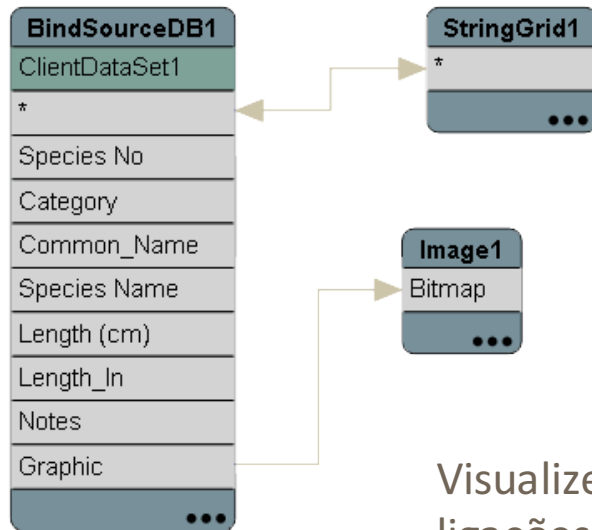 BindSourceDB1
ClientDataSet1
*
Species No
Category
Common_Name
Species Name
Length (cm)
Length_In
Notes
Graphic
StringGrid1
*
Image1
Bitmap
Visualize